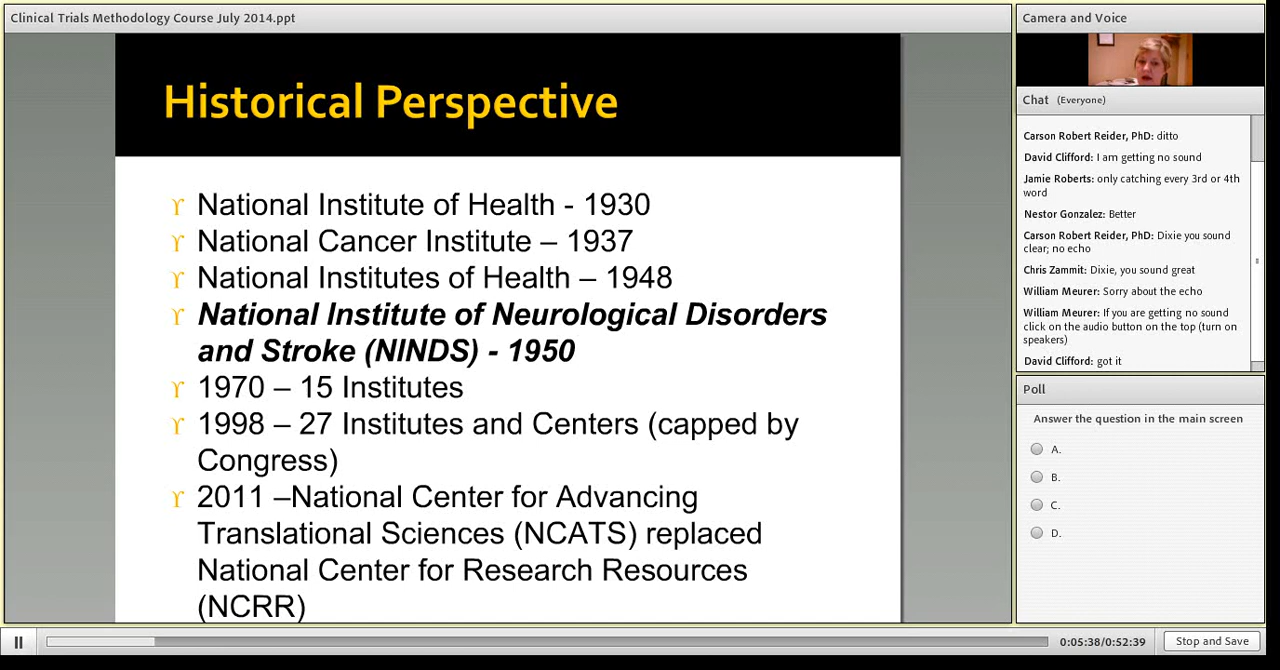 Clinical Trials Methodology Course July 2014.ppt
Historical Perspective
National Institute of Health - 1930
National Cancer Institute – 1937
National Institutes of Health – 1948
National Institute of Neurological Disorders
and Stroke (NINDS) - 1950
1970 – 15 Institutes
1998 – 27 Institutes and Centers (capped by
Congress)
2011 –National Center for Advancing
Translational Sciences (NCATS) replaced
National Center for Research Resources
(NCRR)
Camera and Voice
Chat (Everyone)
Carson Robert Reider, PhD: ditto
David Clifford: I am getting no sound
Jamie Roberts: only catching every 3rd or 4th
word
Nestor Gonzalez: Better
Carson Robert Reider, PhD: Dixie you sound
clear; no echo
Chris Zammit: Dixie, you sound great
William Meurer: Sorry about the echo
William Meurer: If you are getting no sound
click on the audio button on the top (turn on
speakers)
David Clifford: got it
Poll
Answer the question in the main screen
A.
B.
C.
D.
0:05:38/0:52:39
Stop and Save